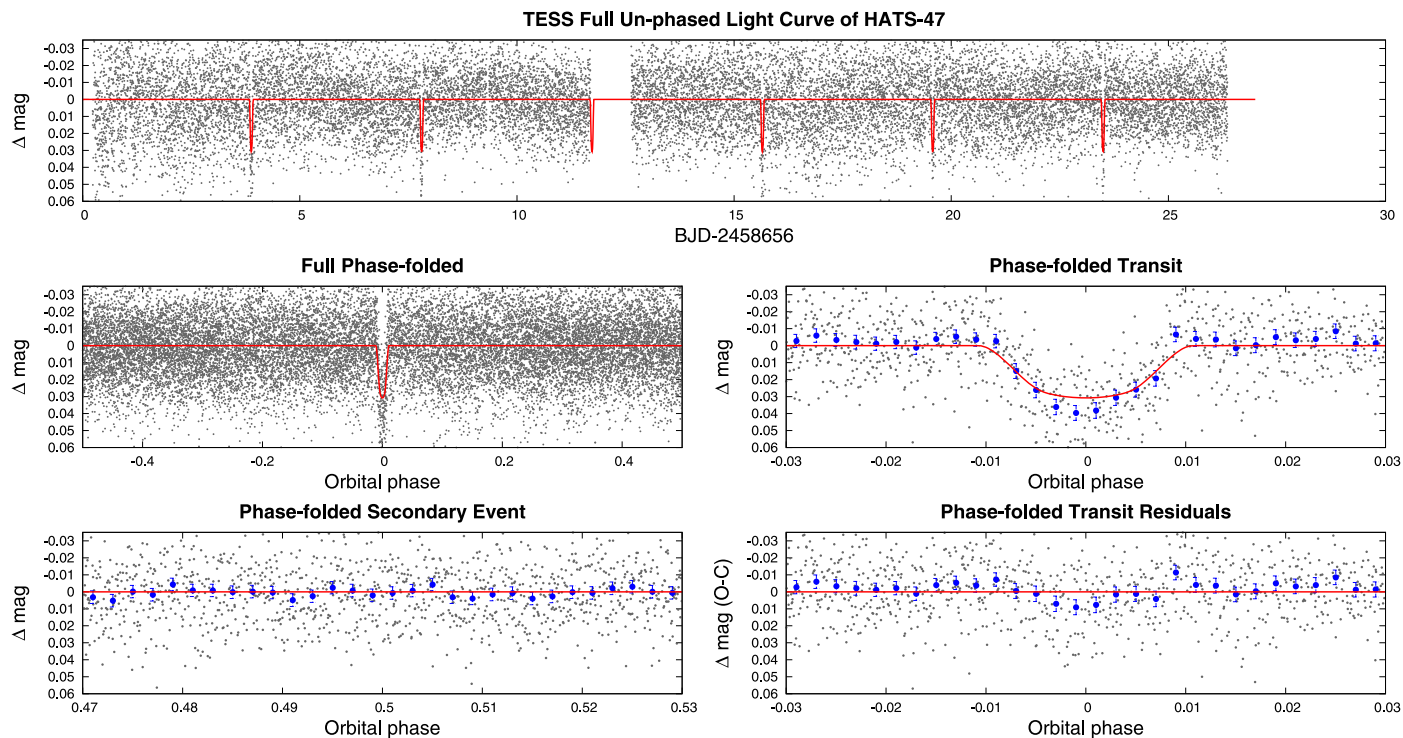 TESS Full Un-phased Light Curve of HATS-47
-0.03
-0.02
-0.01
0
0.01
0.02
0.03
0.04
0.05
0.06
Δ mag
0 5 10 15 20 25 30
BJD-2458656
Full Phase-folded
-0.03
-0.02
-0.01
0
0.01
0.02
0.03
0.04
0.05
0.06
Δ mag
-0.4 -0.2 0 0.2 0.4
Orbital phase
Phase-folded Transit
-0.03
-0.02
-0.01
0
0.01
0.02
0.03
0.04
0.05
0.06
Δ mag
-0.03 -0.02 -0.01 0 0.01 0.02 0.03
Orbital phase
Phase-folded Secondary Event
-0.03
-0.02
-0.01
0
0.01
0.02
0.03
0.04
0.05
0.06
Δ mag
0.47 0.48 0.49 0.5 0.51 0.52 0.53
Orbital phase
Phase-folded Transit Residuals
-0.03
-0.02
-0.01
0
0.01
0.02
0.03
0.04
0.05
0.06
Δ mag (O-C)
-0.03 -0.02 -0.01 0 0.01 0.02 0.03
Orbital phase